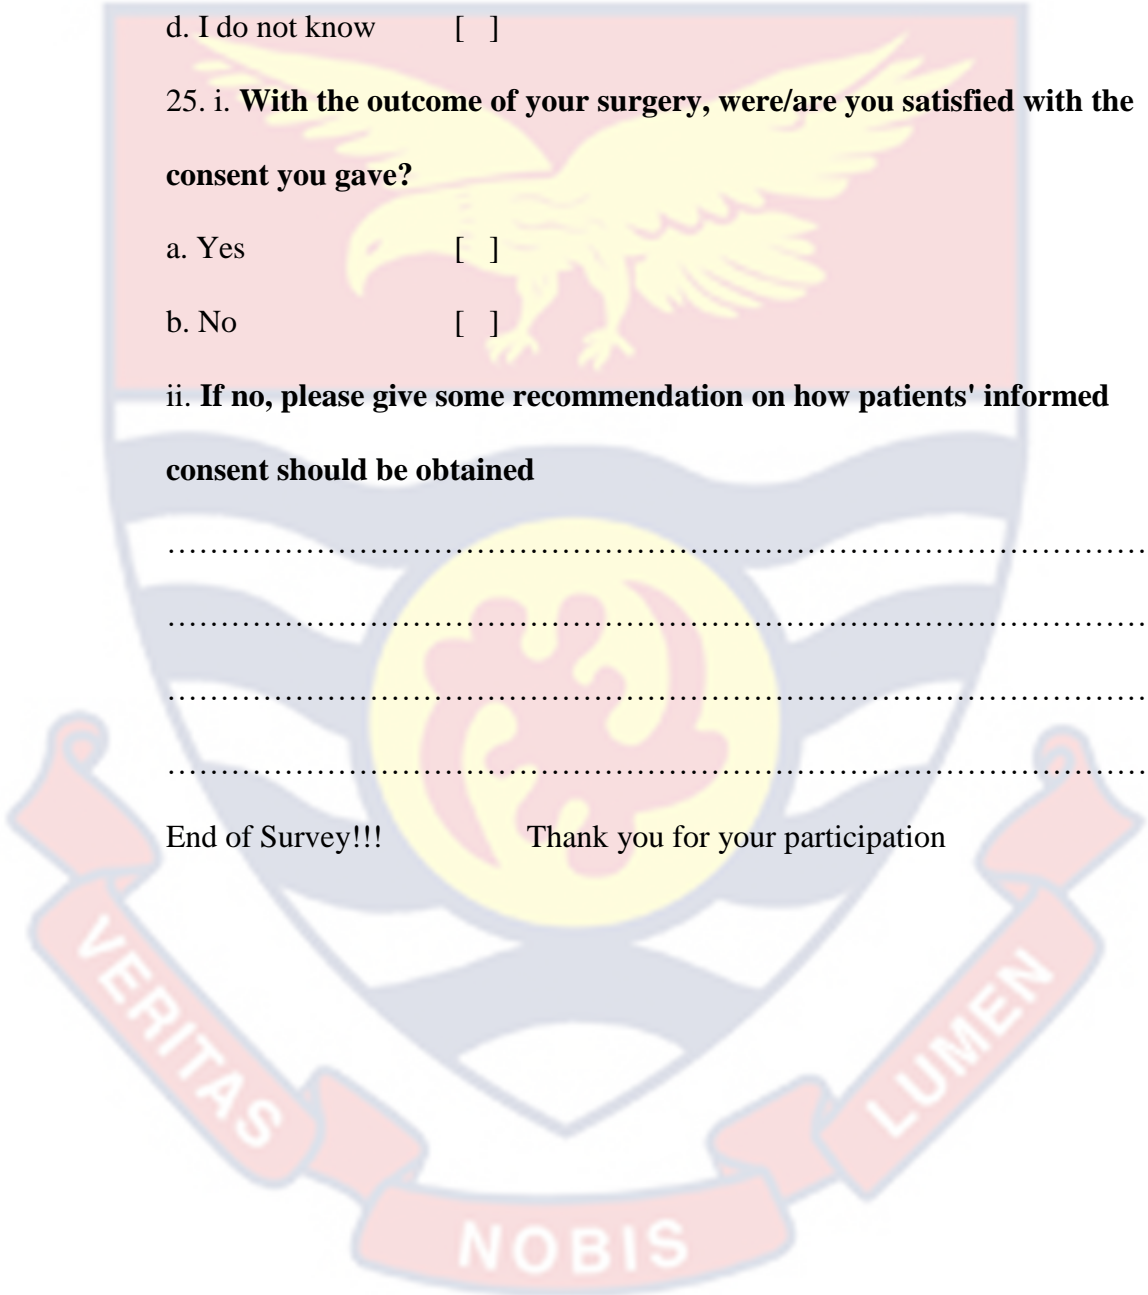 d. I do not know [ ]
25. i. With the outcome of your surgery, were/are you satisfied with the
consent you gave?
a. Yes [ ]
b. No [ ]
ii. If no, please give some recommendation on how patients' informed
consent should be obtained
……………………………………………………………………………
……………………………………………………………………………
……………………………………………………………………………
……………………………………………………………………………
End of Survey!!! Thank you for your participation
VERITAS
NOBIS
LUMEN